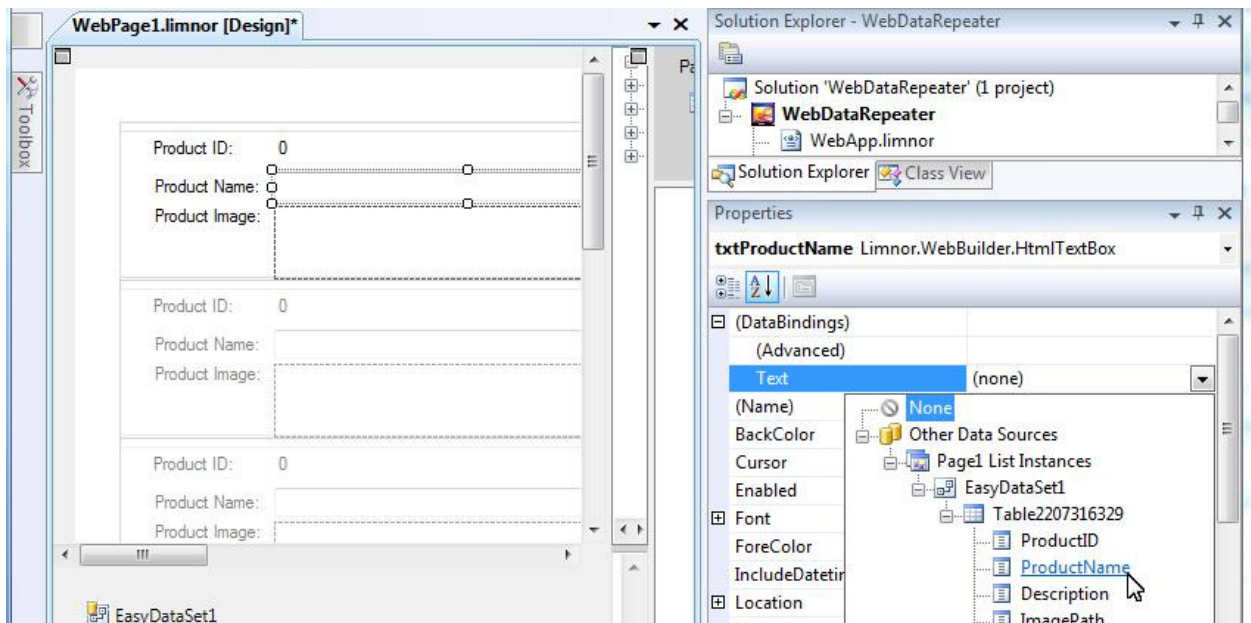 WebPage1.limnor [Design]*
Toolbox
Product ID: 0
Product Name:
Product Image:
Product ID: 0
Product Name:
Product Image:
Product ID: 0
Product Name:
Product Image:
EasyDataSet1
Solution Explorer - WebDataRepeater
Solution 'WebDataRepeater' (1 project)
WebDataRepeater
WebApp.limnor
Solution Explorer Class View
Properties
txtProductName Limnor.WebBuilder.HtmlTextBox
(DataBindings)
(Advanced)
Text (none)
(Name) None
BackColor Other Data Sources
Cursor Page1 List Instances
Enabled EasyDataSet1
Font Table2207316329
ForeColor ProductID
IncludeDatetir ProductName
Location Description
ImagePath